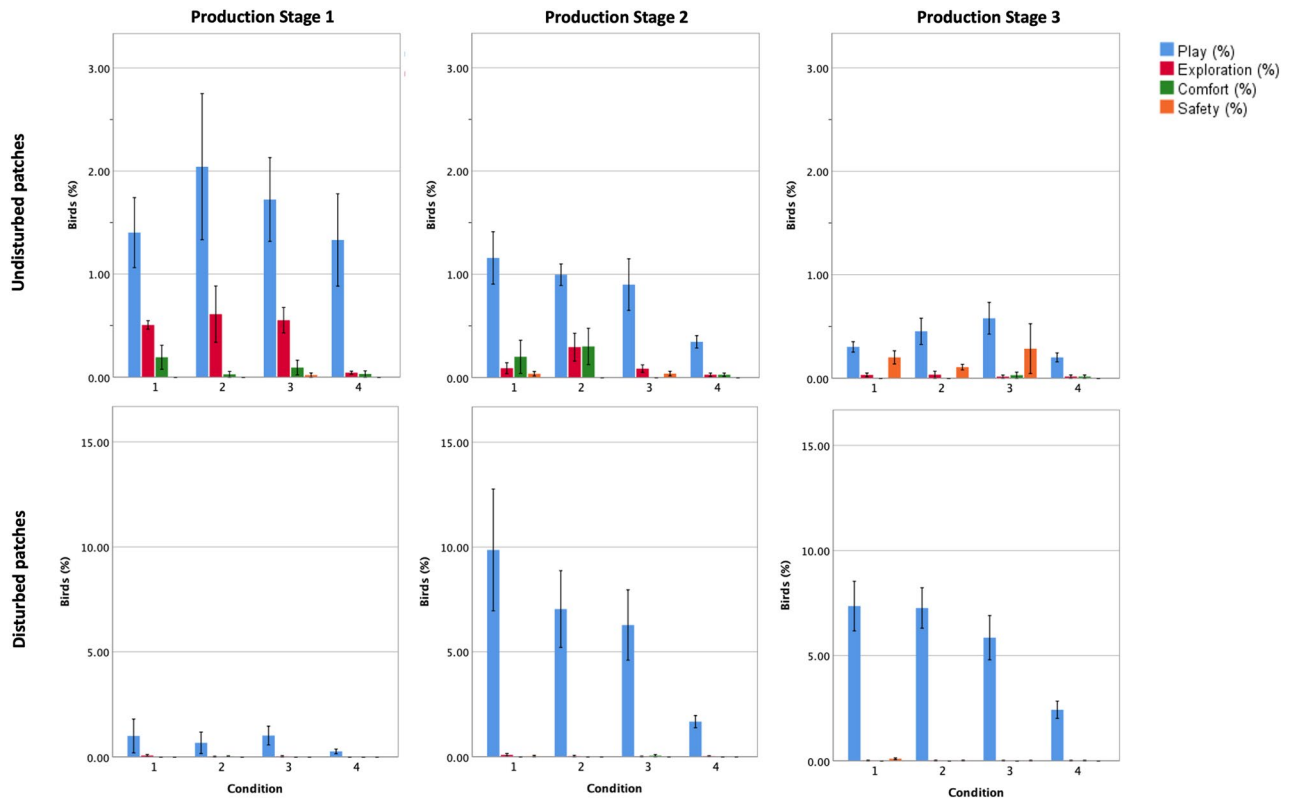 Production Stages 1
Production Stage 2
Production Stage 3
Undisturbed patches
Birds (%)
3.00
2.00
1.00
0.00
1 2 3 4
Birds (%)
3.00
2.00
1.00
0.00
1 2 3 4
Birds (%)
3.00
2.00
1.00
0.00
1 2 3 4
Play (%)
Exploration (%)
Comfort (%)
Safety (%)
Disturbed patches
Birds (%)
15.00
10.00
5.00
0.00
1 2 3 4
Condition
Birds (%)
15.00
10.00
5.00
0.00
1 2 3 4
Condition
Birds (%)
15.00
10.00
5.00
0.00
1 2 3 4
Condition